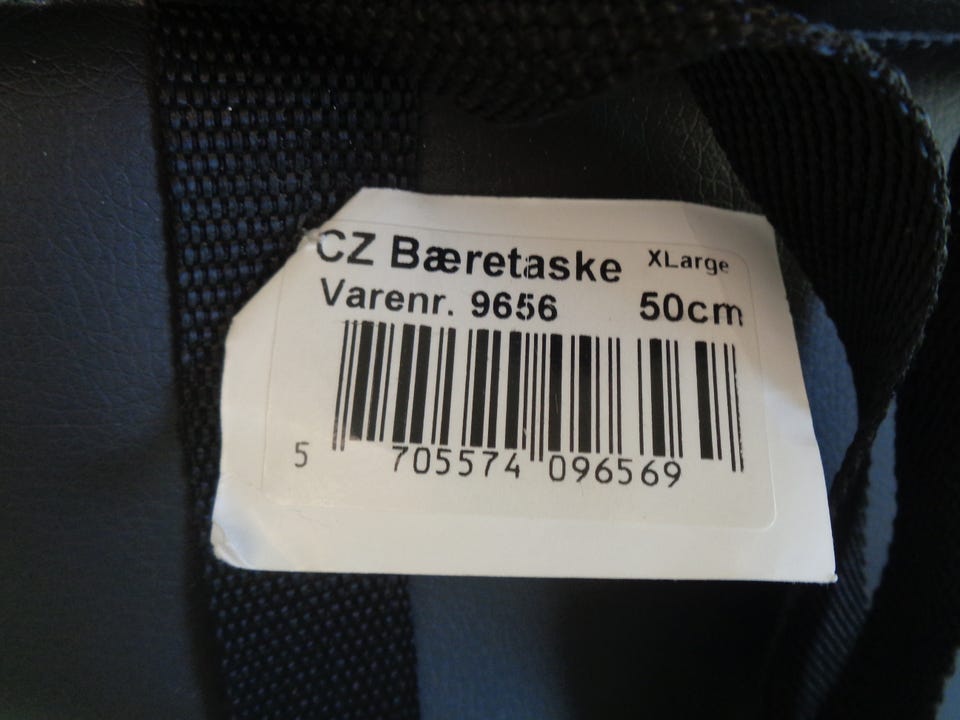 CZ Bæretaske XLarge
Varenr. 9656 50cm
5 705574 096569